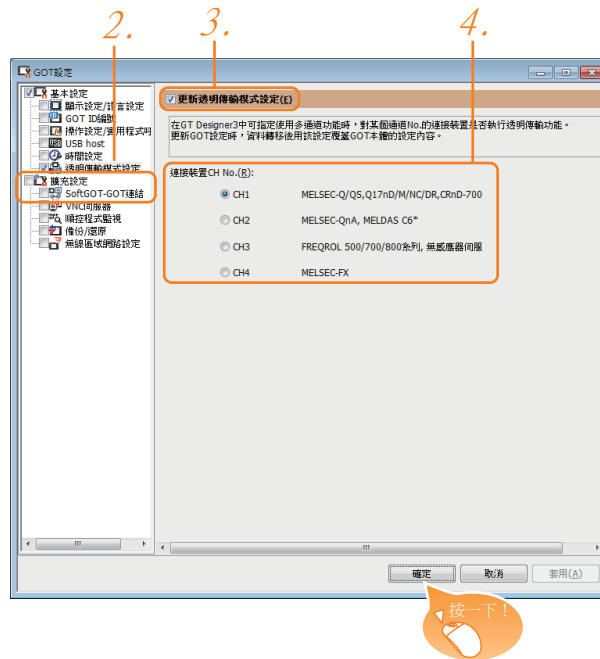 2.
3.
4.
GOT設定
基本設定
顯示設定/語言設定
GOT ID編號
操作設定/實用程式呼
USB host
時間設定
透明傳輸模式設定
擴充設定
SoftGOT-GOT連結
VNC伺服器
順控程式監視
備份/還原
無線區域網路設定
更新透明傳輸模式設定(E)
在GT Designer3中可指定使用多通道功能時，對某個通道No.的連接裝置是否執行透明傳輸功能。
更新GOT設定時，資料轉移後用該設定覆蓋GOT本體的設定內容。
連接裝置CH No.(R):
CH1 MELSEC-Q/QS,Q17nD/M/NC/DR,CRnD-700
CH2 MELSEC-QnA, MELDAS C6*
CH3 FREQROL 500/700/800系列, 無感應器伺服
CH4 MELSEC-FX
確定 取消 套用(A)
按一下！